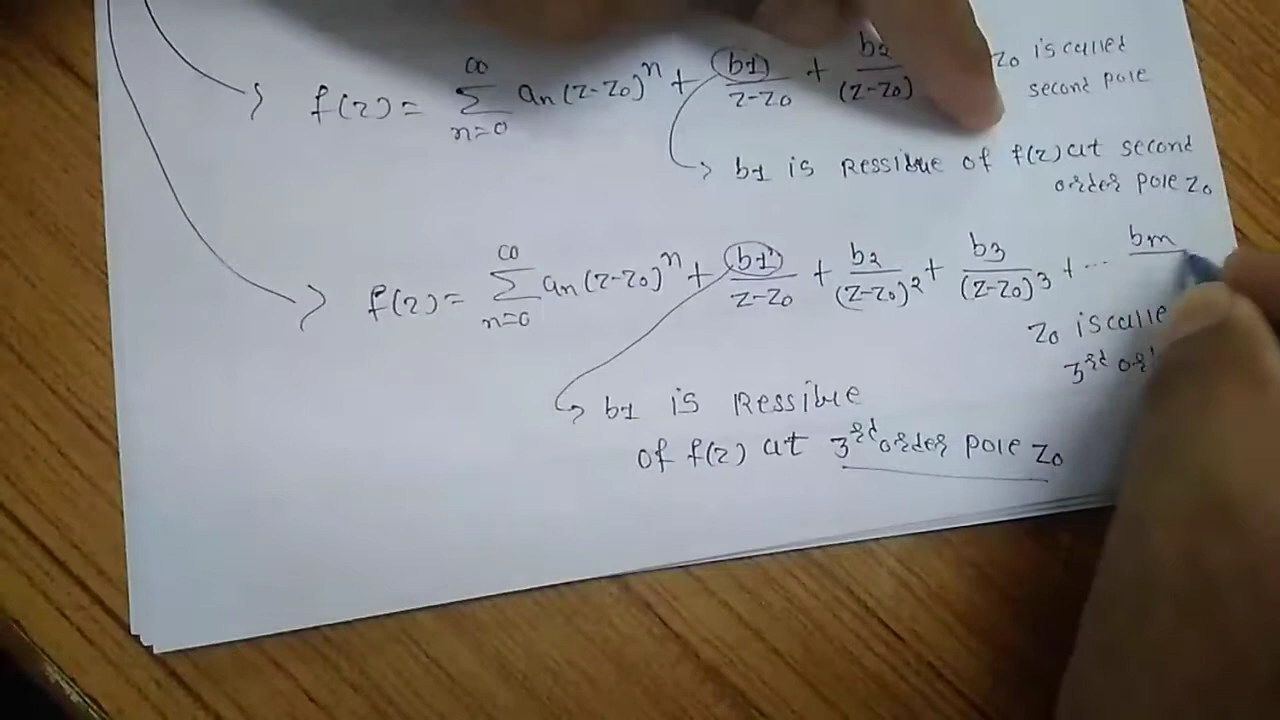 f(z) = ∞ Σ n=0 an(z-z0)^n + b1/z-z0 + b2/(z-z0) z0 is called
second pole
b1 is Ressidue of f(z) at second
order pole z0
f(z) = ∞ Σ n=0 an(z-z0)^n + b1/z-z0 + b2/(z-z0)^2 + b3/(z-z0)^3 + ... bm
z0 is calle
3rd or
b1 is Ressidue
of f(z) at 3rd order pole z0